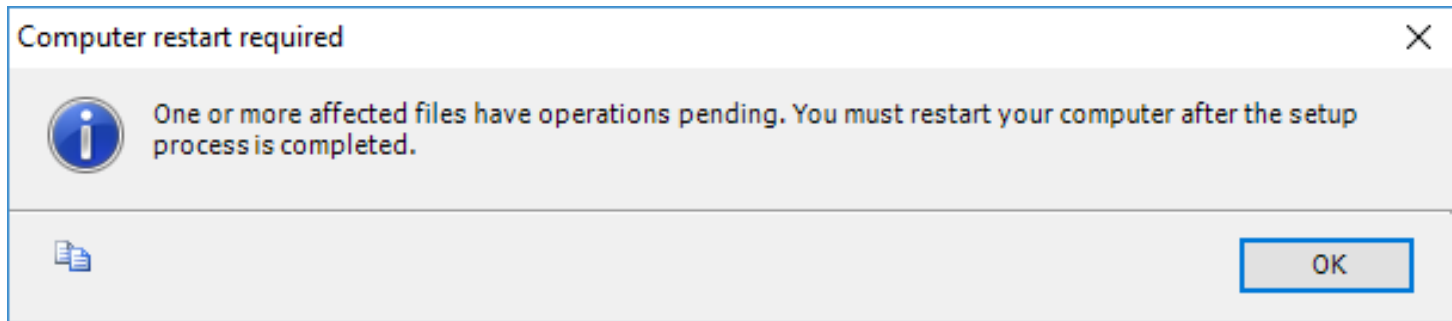 Computer restart required
One or more affected files have operations pending. You must restart your computer after the setup
process is completed.
OK